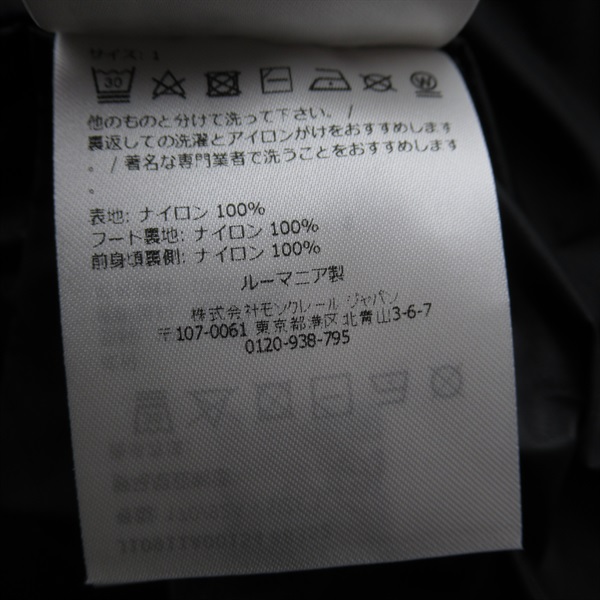 サイズ: 1
30
W
他のものと分けて洗って下さい。 /
裏返しての洗濯とアイロンがけをおすすめします
。 / 著名な専門業者で洗うことをおすすめします
。
表地: ナイロン 100%
フード裏地: ナイロン 100%
前身頃裏側: ナイロン 100%
ルーマニア製
株式会社モンクレール ジャパン
〒107-0061 東京都港区北青山3-6-7
0120-938-795